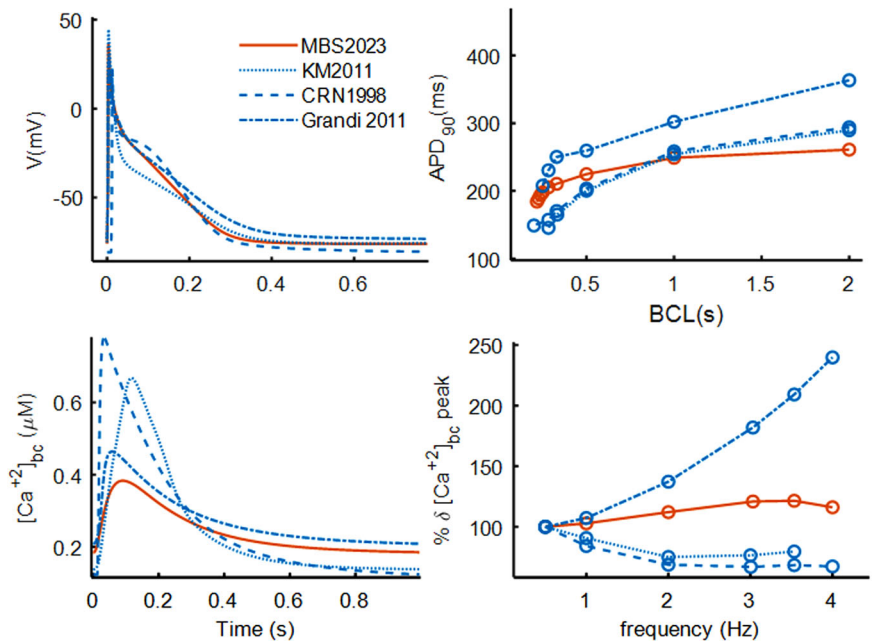 50
0
-50
V(mV)
0
0.2
0.4
0.6
MBS2023
KM2011
CRN1998
Grandi 2011
400
300
200
100
APD90(ms)
0.5
1
1.5
2
BCL(s)
0.6
0.4
0.2
[Ca+2]bc (μM)
0
0.2
0.4
0.6
0.8
Time (s)
250
200
150
100
% δ [Ca+2]bc peak
1
2
3
4
frequency (Hz)